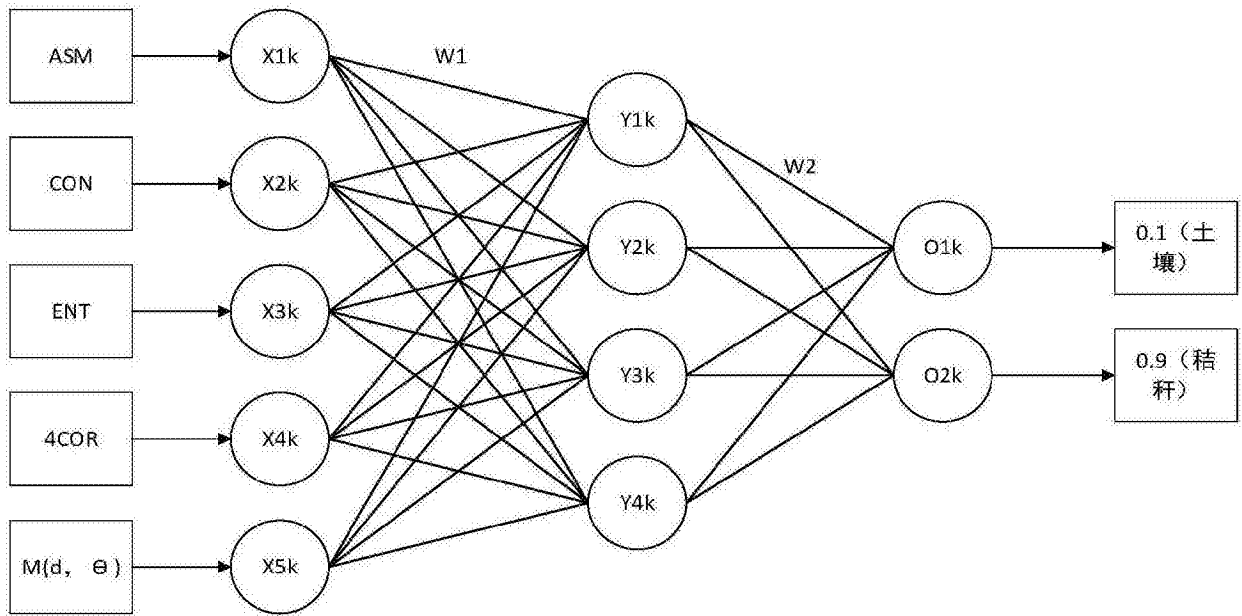 ASM
X1k
W1
Y1k
CON
X2k
W2
Y2k
O1k
0.1（土
壤）
ENT
X3k
Y3k
O2k
0.9（秸
秆）
4COR
X4k
Y4k
M(d， Θ)
X5k